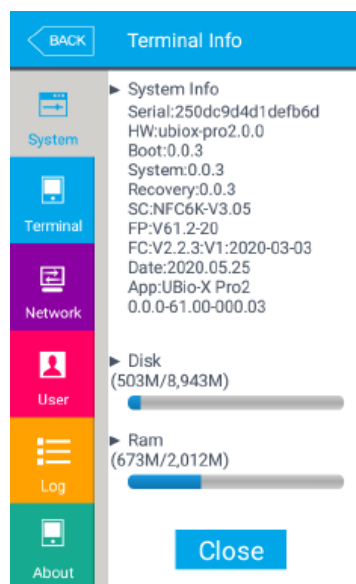 BACK
Terminal Info
System
Terminal
Network
User
Log
About
System Info
Serial:250dc9d4d1defb6d
HW:ubiox-pro2.0.0
Boot:0.0.3
System:0.0.3
Recovery:0.0.3
SC:NFC6K-V3.05
FP:V61.2-20
FC:V2.2.3:V1:2020-03-03
Date:2020.05.25
App:UBio-X Pro2
0.0.0-61.00-000.03
Disk
(503M/8,943M)
Ram
(673M/2,012M)
Close